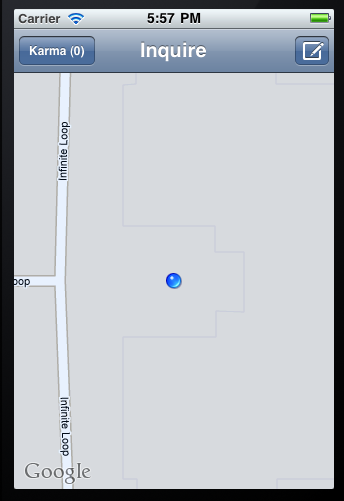 Carrier 5:57 PM
Karma (0) Inquire
Infinite Loop
oop
Infinite Loop
Google